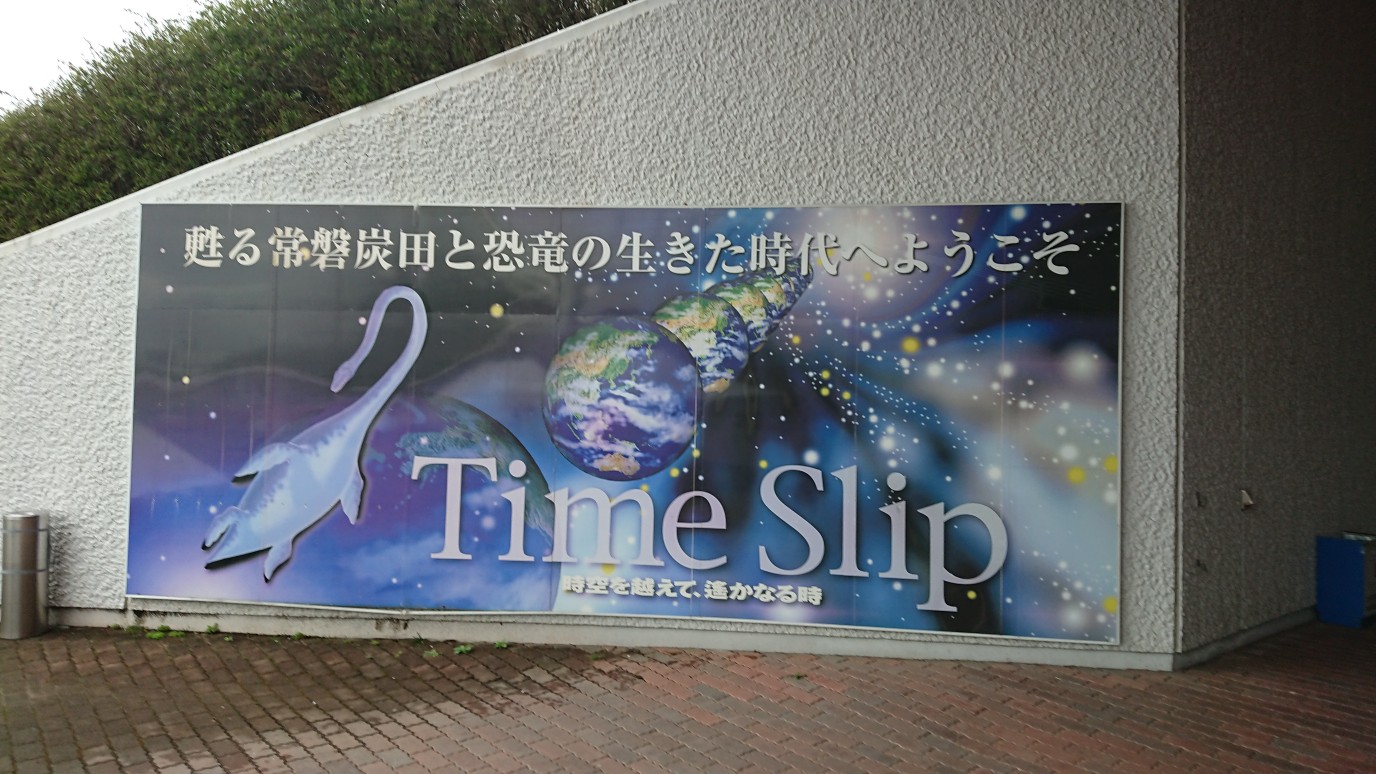 甦る常磐炭田と恐竜の生きた時代へようこそ
Time Slip
時空を越えて、遙かなる時